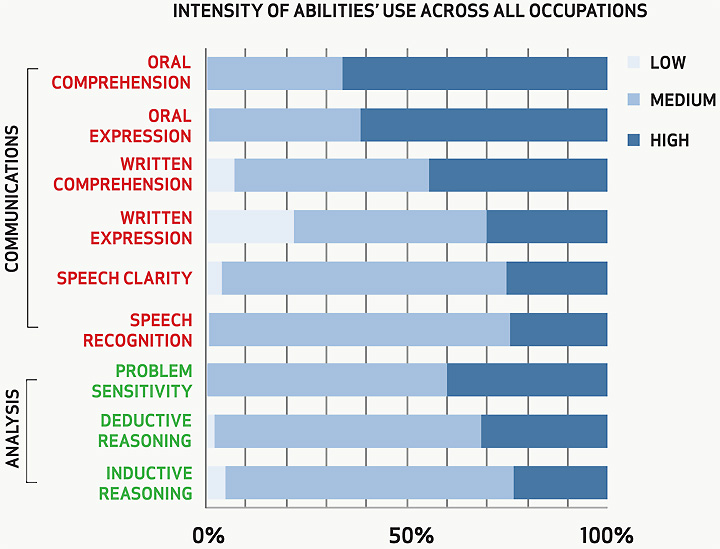 INTENSITY OF ABILITIES' USE ACROSS ALL OCCUPATIONS
LOW
MEDIUM
HIGH
COMMUNICATIONS
ORAL
COMPREHENSION
ORAL
EXPRESSION
WRITTEN
COMPREHENSION
WRITTEN
EXPRESSION
SPEECH CLARITY
SPEECH
RECOGNITION
ANALYSIS
PROBLEM
SENSITIVITY
DEDUCTIVE
REASONING
INDUCTIVE
REASONING
0% 50% 100%